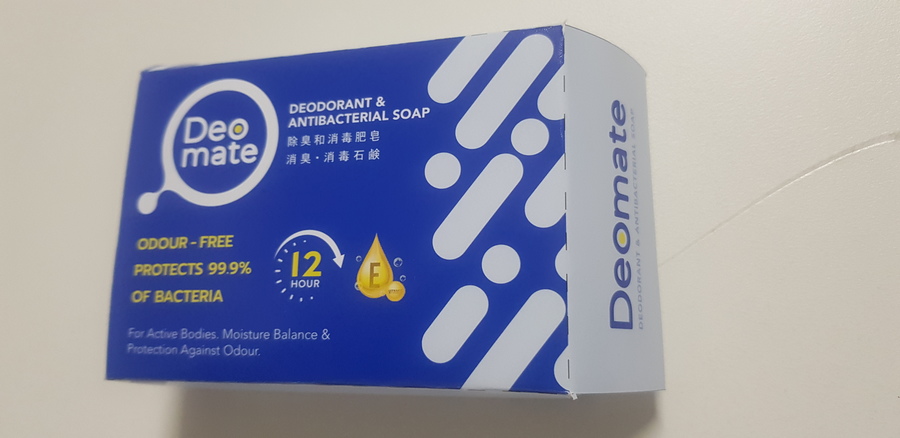 Deo
mate
DEODORANT &
ANTIBACTERIAL SOAP
除臭和消毒肥皂
消臭・消毒石鹸
ODOUR - FREE
PROTECTS 99.9%
OF BACTERIA
12
HOUR
E
For Active Bodies. Moisture Balance &
Protection Against Odour.
Deomate
DEODORANT & ANTIBACTERIAL SOAP